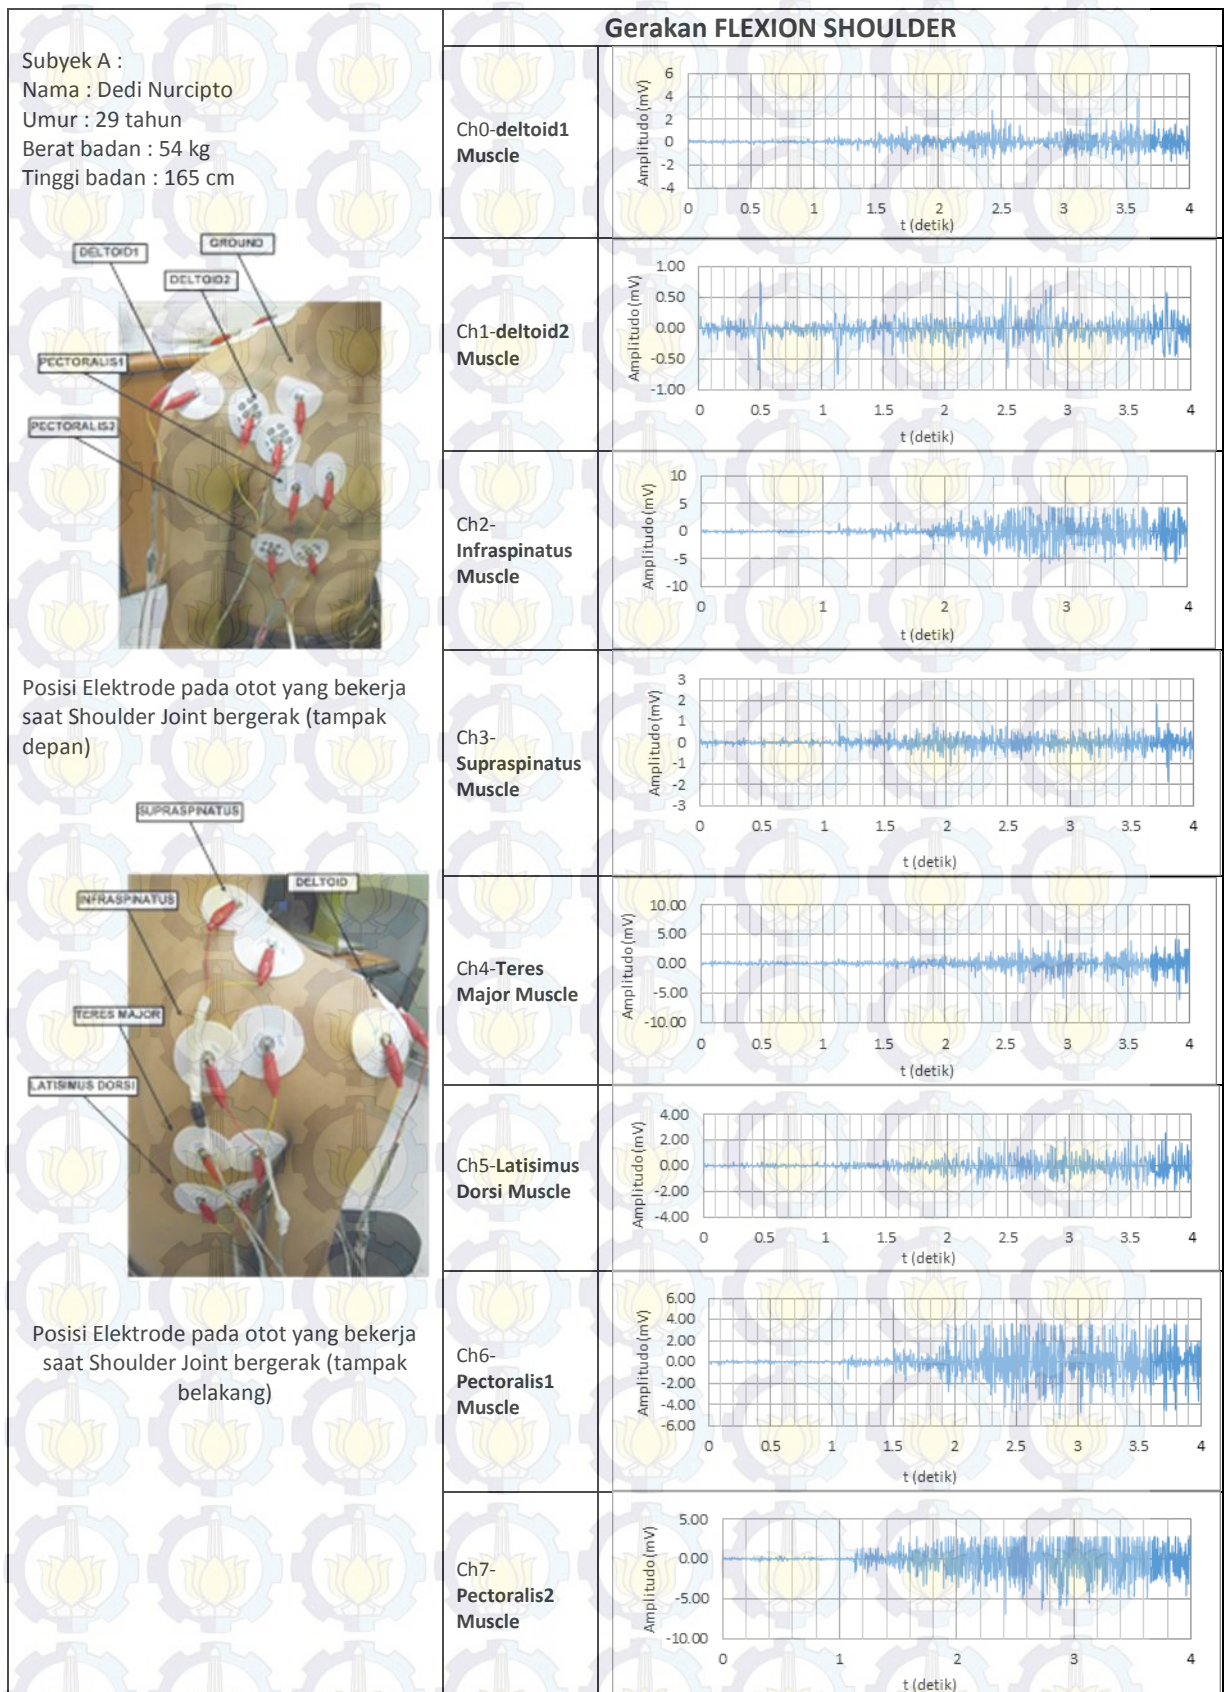 Gerakan FLEXION SHOULDER
Subyek A :
Nama : Dedi Nurcipto
Umur : 29 tahun
Berat badan : 54 kg
Tinggi badan : 165 cm
DELTOID1
GROUND
DELTOID2
PECTORALIS1
PECTORALIS2
Posisi Elektrode pada otot yang bekerja
saat Shoulder Joint bergerak (tampak
depan)
SUPRASPINATUS
INFRASPINATUS
DELTOID
TERES MAJOR
LATISIMUS DORSI
Posisi Elektrode pada otot yang bekerja
saat Shoulder Joint bergerak (tampak
belakang)
Ch0-deltoid1
Muscle
Amplitudo (mV)
6
4
2
0
-2
-4
0 0.5 1 1.5 2 2.5 3 3.5 4
t (detik)
Ch1-deltoid2
Muscle
Amplitudo (mV)
1.00
0.50
0.00
-0.50
-1.00
0 0.5 1 1.5 2 2.5 3 3.5 4
t (detik)
Ch2-
Infraspinatus
Muscle
Amplitudo (mV)
10
5
0
-5
-10
0 1 2 3 4
t (detik)
Ch3-
Supraspinatus
Muscle
Amplitudo (mV)
3
2
1
0
-1
-2
-3
0 0.5 1 1.5 2 2.5 3 3.5 4
t (detik)
Ch4-Teres
Major Muscle
Amplitudo (mV)
10.00
5.00
0.00
-5.00
-10.00
0 0.5 1 1.5 2 2.5 3 3.5 4
t (detik)
Ch5-Latisimus
Dorsi Muscle
Amplitudo (mV)
4.00
2.00
0.00
-2.00
-4.00
0 0.5 1 1.5 2 2.5 3 3.5 4
t (detik)
Ch6-
Pectoralis1
Muscle
Amplitudo (mV)
6.00
4.00
2.00
0.00
-2.00
-4.00
-6.00
0 0.5 1 1.5 2 2.5 3 3.5 4
t (detik)
Ch7-
Pectoralis2
Muscle
Amplitudo (mV)
5.00
0.00
-5.00
-10.00
0 1 2 3 4
t (detik)